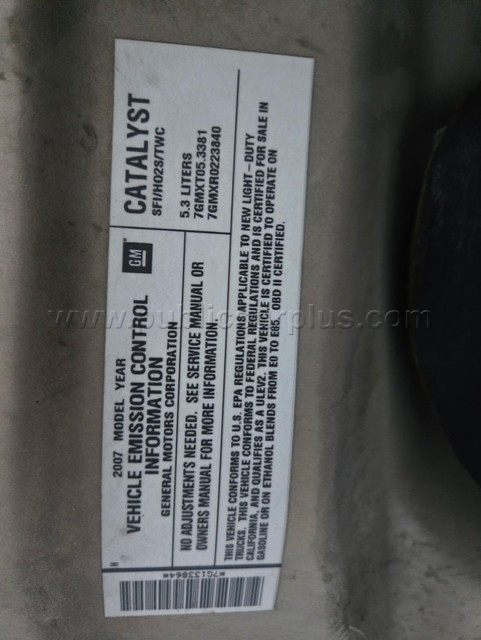 2007 MODEL YEAR
VEHICLE EMISSION CONTROL
INFORMATION
GENERAL MOTORS CORPORATION
GM
CATALYST
SFI/HO2S/TWC
NO ADJUSTMENTS NEEDED. SEE SERVICE MANUAL OR
OWNERS MANUAL FOR MORE INFORMATION.
5.3 LITERS
7GMXT05.3381
7GMXR0223840
THIS VEHICLE CONFORMS TO U.S. EPA REGULATIONS APPLICABLE TO NEW LIGHT-DUTY
TRUCKS. THIS VEHICLE CONFORMS TO FEDERAL REGULATIONS AND IS CERTIFIED FOR SALE IN
CALIFORNIA, AND QUALIFIES AS A ULEV2. THIS VEHICLE IS CERTIFIED TO OPERATE ON
GASOLINE OR ON ETHANOL BLENDS FROM E0 TO E85. OBD II CERTIFIED.
*7G133864*